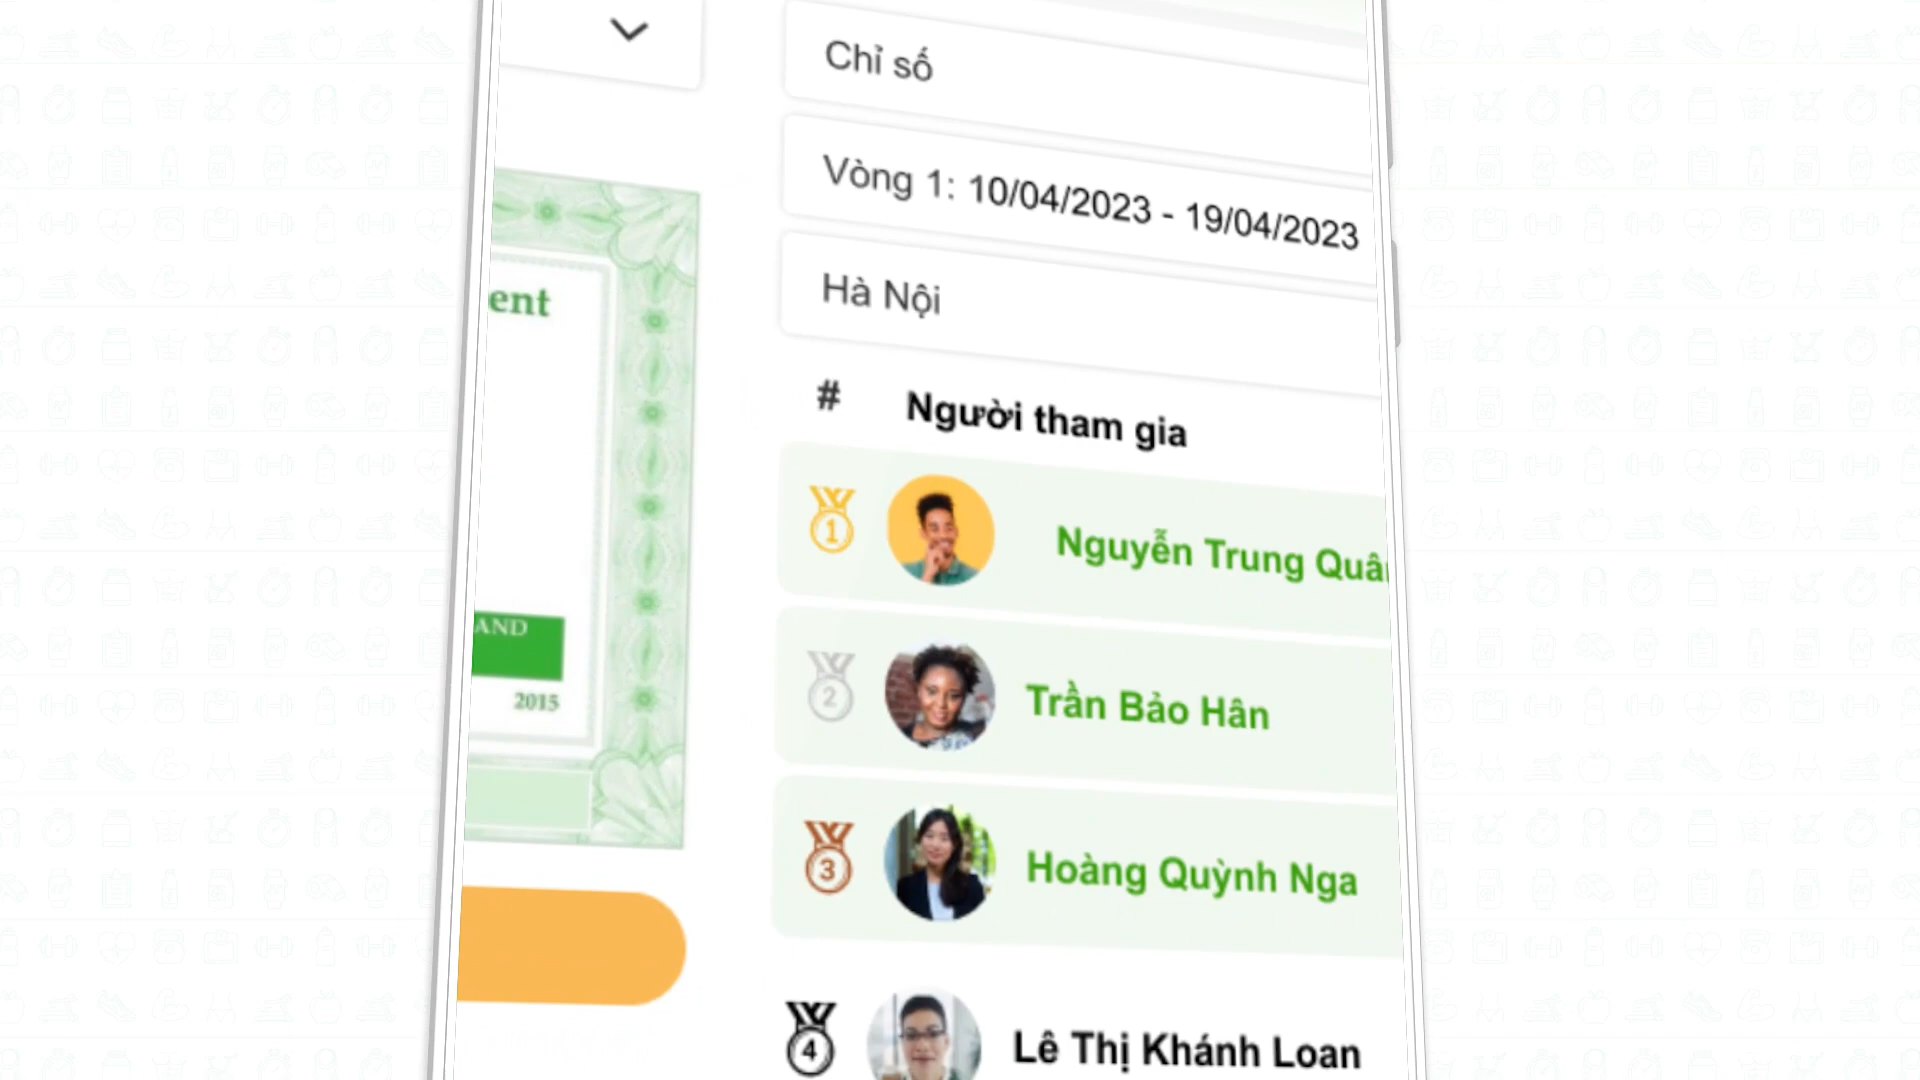 Chỉ số
Vòng 1: 10/04/2023 - 19/04/2023
Hà Nội
ent
AND
2015
# Người tham gia
1 Nguyễn Trung Quân
2 Trần Bảo Hân
3 Hoàng Quỳnh Nga
4 Lê Thị Khánh Loan